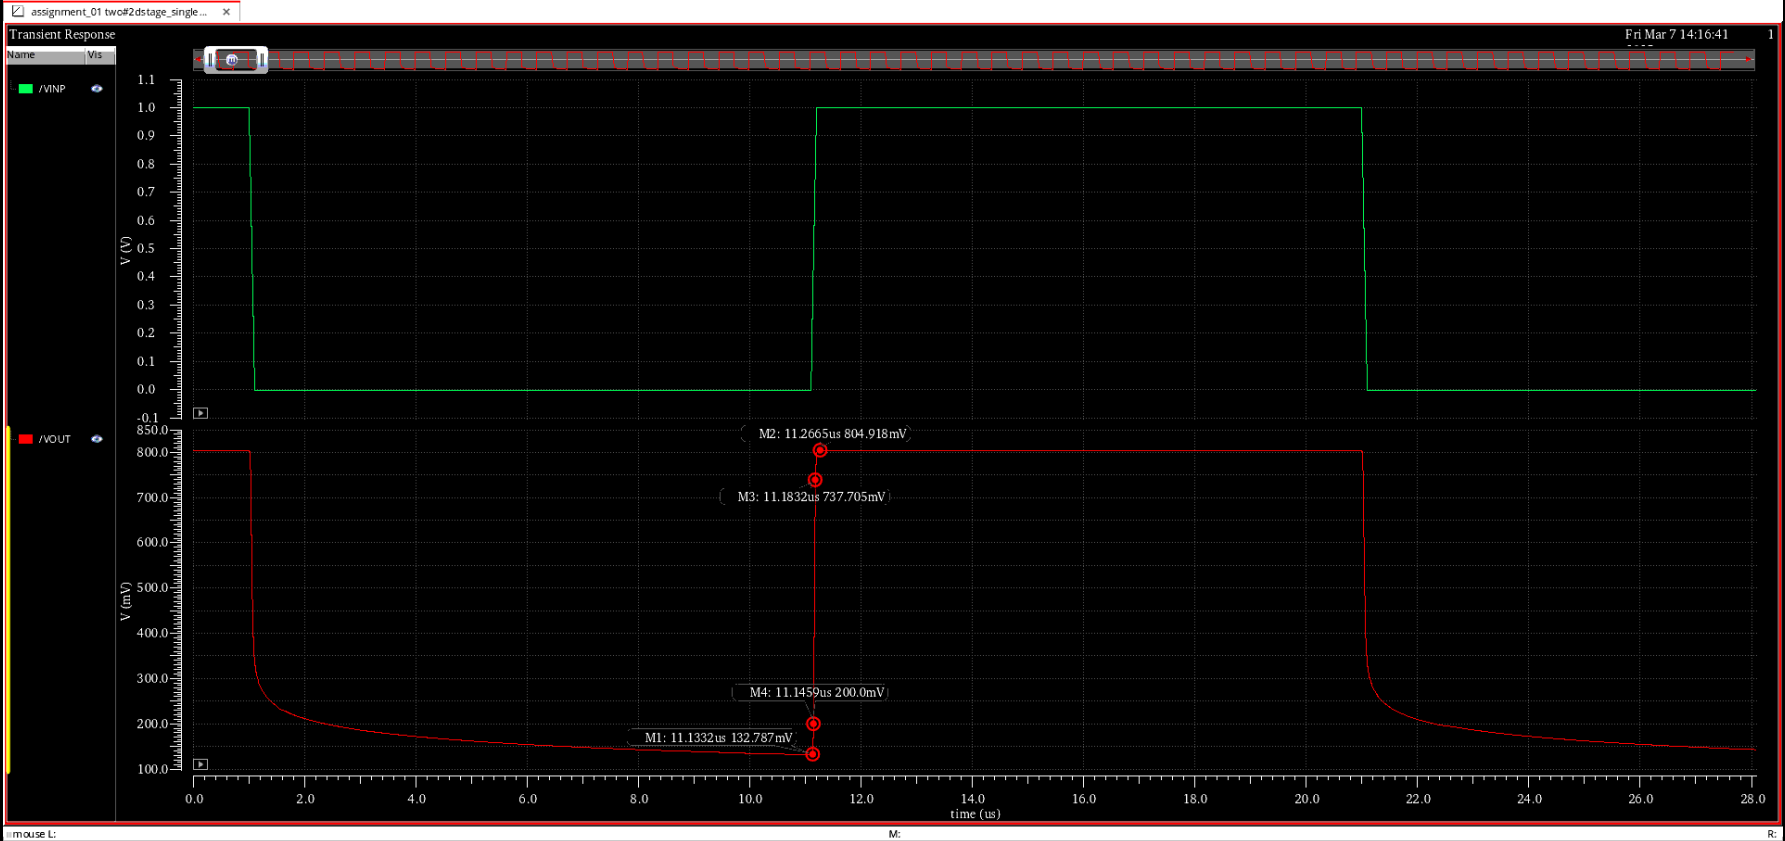 assignment_01 two#2dstage_single... ×
Transient Response
Fri Mar 7 14:16:41 1
Name Vis
/VINP
1.1
1.0
0.9
0.8
0.7
0.6
0.5
0.4
0.3
0.2
0.1
0.0
-0.1
V (V)
/VOUT
850.0
800.0
700.0
600.0
500.0
400.0
300.0
200.0
100.0
V (mV)
M2: 11.2665us 804.918mV
M3: 11.1832us 737.705mV
M4: 11.1459us 200.0mV
M1: 11.1332us 132.787mV
0.0 2.0 4.0 6.0 8.0 10.0 12.0 14.0 16.0 18.0 20.0 22.0 24.0 26.0 28.0
time (us)
mouse L: M: R: